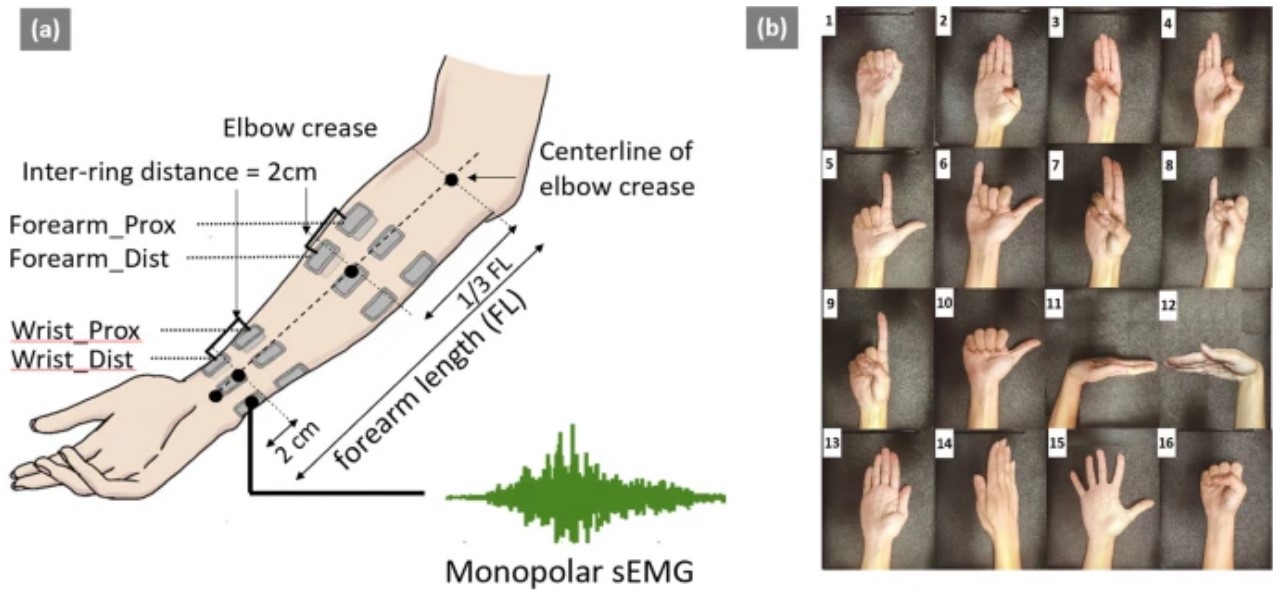 (a)
Elbow crease
Inter-ring distance = 2cm
Centerline of
elbow crease
Forearm_Prox
Forearm_Dist
1/3 FL
forearm length (FL)
Wrist_Prox
Wrist_Dist
2 cm
Monopolar sEMG
(b)
1
2
3
4
5
6
7
8
9
10
11
12
13
14
15
16